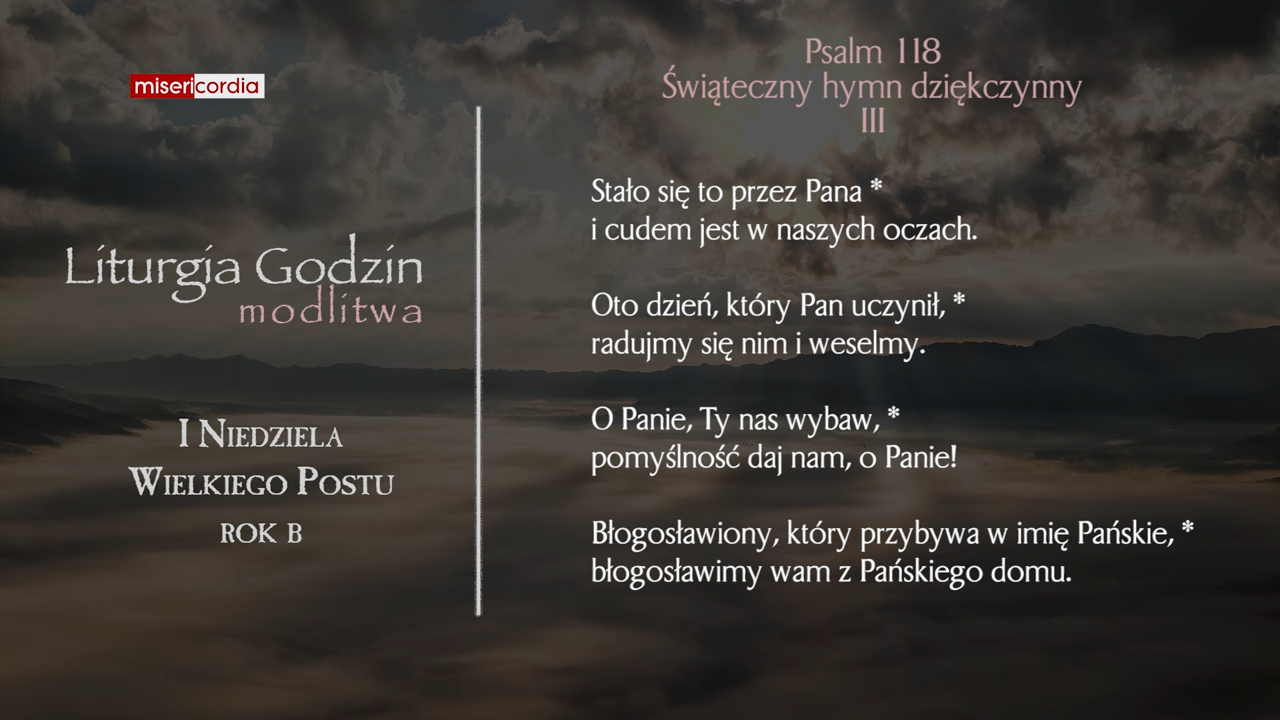 misericordia
Liturgia Godzin
modlitwa
I Niedziela
Wielkiego Postu
rok B
Psalm 118
Świąteczny hymn dziękczynny
III
Stało się to przez Pana *
i cudem jest w naszych oczach.
Oto dzień, który Pan uczynił, *
radujmy się nim i weselmy.
O Panie, Ty nas wybaw, *
pomyślność daj nam, o Panie!
Błogosławiony, który przybywa w imię Pańskie, *
błogosławimy wam z Pańskiego domu.